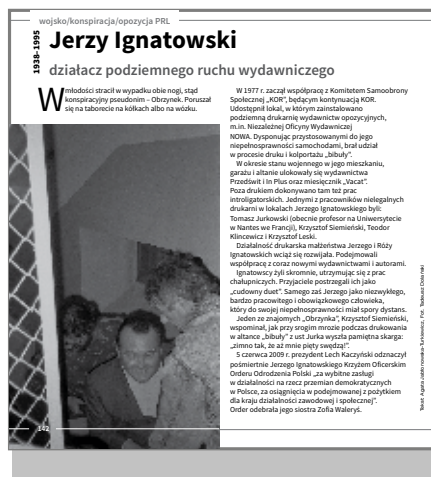 wojsko/konspiracja/opozycja PRL
1938-1995
Jerzy Ignatowski
działacz podziemnego ruchu wydawniczego
W młodości stracił w wypadku obie nogi, stąd
konspiracyjny pseudonim – Obrzynek. Poruszał
się na taborecie na kółkach albo na wózku.
W 1977 r. zaczął współpracę z Komitetem Samoobrony
Społecznej „KOR”, będącym kontynuacją KOR.
Udostępnił lokal, w którym zainstalowano
podziemną drukarnię wydawnictw opozycyjnych,
m.in. Niezależnej Oficyny Wydawniczej
NOWA. Dysponując przystosowanymi do jego
niepełnosprawności samochodami, brał udział
w procesie druku i kolportażu „bibuły”.
W okresie stanu wojennego w jego mieszkaniu,
garażu i altanie ulokowały się wydawnictwa
Przedświt i In Plus oraz miesięcznik „Vacat”.
Poza drukiem dokonywano tam też prac
introligatorskich. Jednymi z pracowników nielegalnych
drukarni w lokalach Jerzego Ignatowskiego byli:
Tomasz Jurkowski (obecnie profesor na Uniwersytecie
w Nantes we Francji), Krzysztof Siemieński, Teodor
Klincewicz i Krzysztof Leski.
Działalność drukarska małżeństwa Jerzego i Róży
Ignatowskich wciąż się rozwijała. Podejmowali
współpracę z coraz nowymi wydawnictwami i autorami.
Ignatowscy żyli skromnie, utrzymując się z prac
chałupniczych. Przyjaciele postrzegali ich jako
„cudowny duet”. Samego zaś Jerzego jako niezwykłego,
bardzo pracowitego i obowiązkowego człowieka,
który do swojej niepełnosprawności miał spory dystans.
Jeden ze znajomych „Obrzynka”, Krzysztof Siemieński,
wspominał, jak przy srogim mrozie podczas drukowania
w altance „bibuły” z ust Jurka wyszła pamiętna skarga:
„zimno tak, że aż mnie pięty swędzą!”.
5 czerwca 2009 r. prezydent Lech Kaczyński odznaczył
pośmiertnie Jerzego Ignatowskiego Krzyżem Oficerskim
Orderu Odrodzenia Polski „za wybitne zasługi
w działalności na rzecz przemian demokratycznych
w Polsce, za osiągnięcia w podejmowanej z pożytkiem
dla kraju działalności zawodowej i społecznej”.
Order odebrała jego siostra Zofia Waleryś.
Tekst: Agata Jabłonowska-Turkiewicz, Fot. Tadeusz Dolański
142